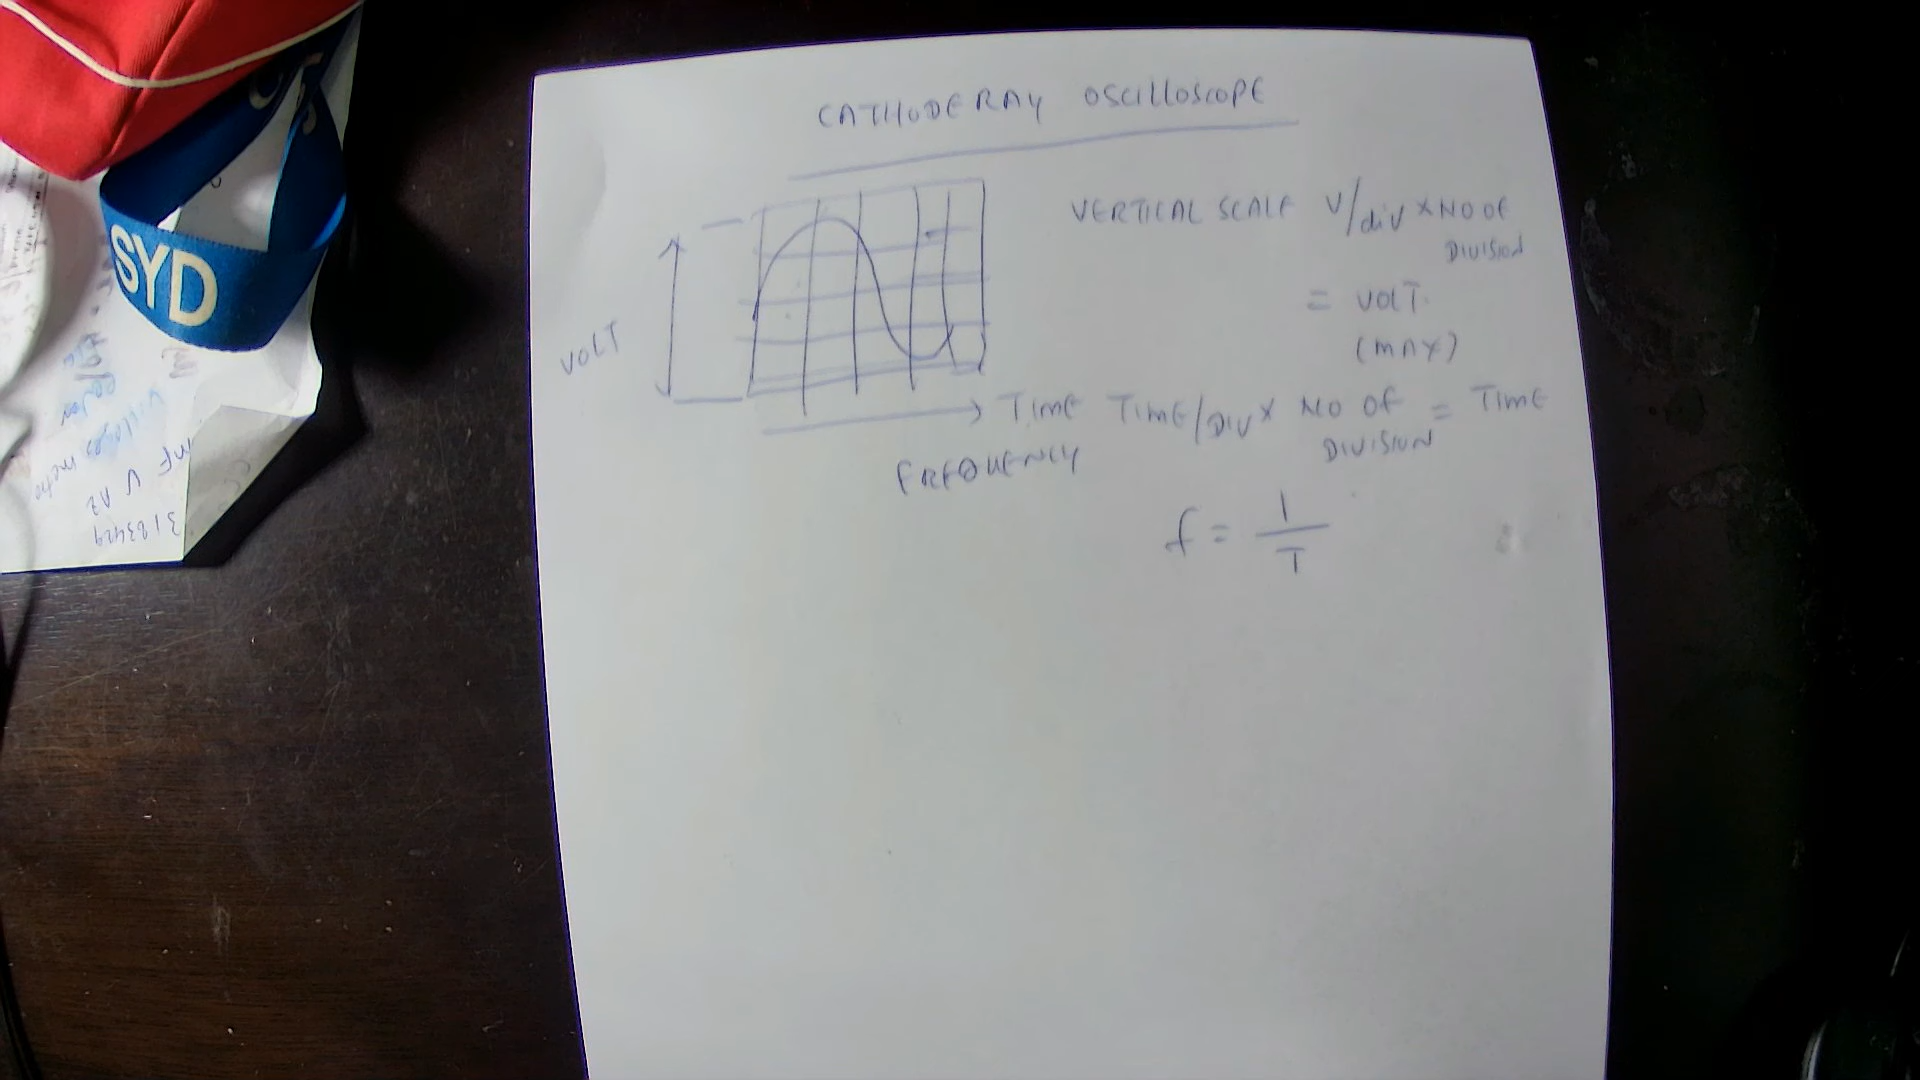 CATHODE RAY OSCILLOSCOPE
VERTICAL SCALE V/div × NO OF
DIVISION
= VOLT
(MAX)
VOLT
TIME TIME/DIV × NO OF = TIME
DIVISION
FREQUENCY
f = 1
T
SYD
3183429